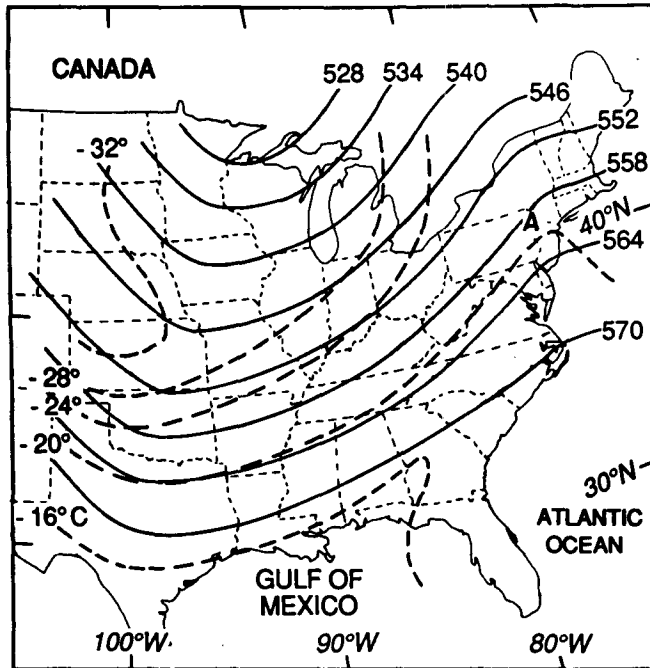 CANADA
528
534
540
546
552
558
564
570
- 32°
A
40°N
- 28°
- 24°
- 20°
- 16°C
30°N
ATLANTIC
OCEAN
GULF OF
MEXICO
100°W
90°W
80°W